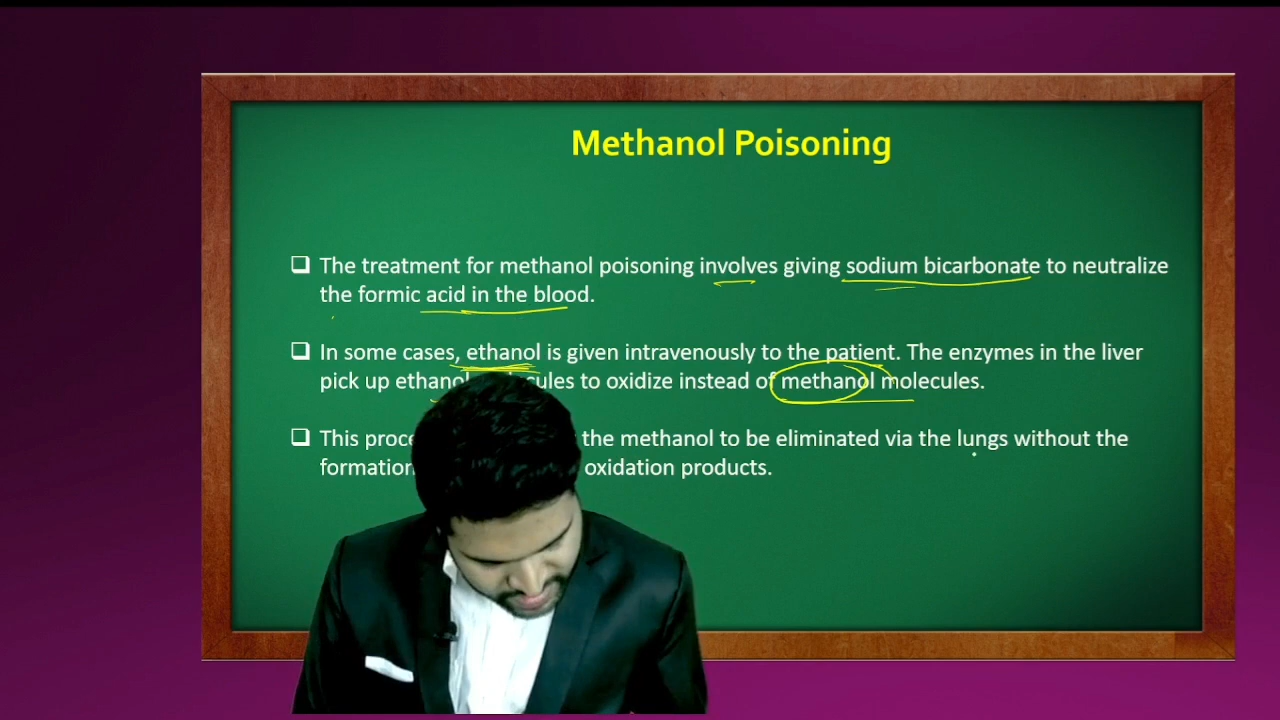 Methanol Poisoning
The treatment for methanol poisoning involves giving sodium bicarbonate to neutralize
the formic acid in the blood.
In some cases, ethanol is given intravenously to the patient. The enzymes in the liver
pick up ethanol to oxidize instead of methanol molecules.
This the methanol to be eliminated via the lungs without the
formation oxidation products.